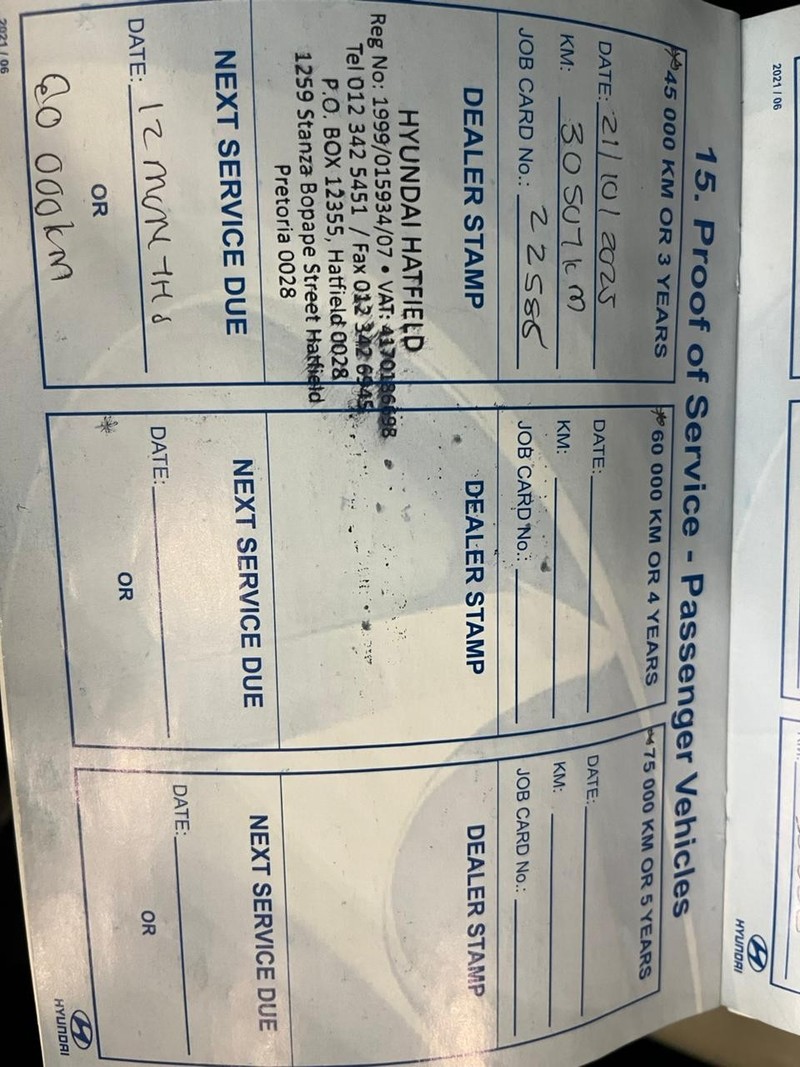 15. Proof of Service - Passenger Vehicles
*45 000 KM OR 3 YEARS
DATE: 21/10/2025
KM: 30507km
JOB CARD No.:
DEALER STAMP
HYUNDAI HATFIELD
Reg No: 1999/015934/07 • VAT: 4170186698
Tel 012 342 5451 / Fax 012 342 6945
P.O. BOX 12355, Hatfield 0028
1259 Stanza Bopape Street Hatfield
Pretoria 0028
NEXT SERVICE DUE
DATE: 12 MONTHS
OR
60 000km
*60 000 KM OR 4 YEARS
DATE:
KM:
JOB CARD No.:
DEALER STAMP
NEXT SERVICE DUE
DATE:
OR
*75 000 KM OR 5 YEARS
DATE:
KM:
JOB CARD No.:
DEALER STAMP
NEXT SERVICE DUE
DATE:
OR
HYUNDAI
2021 / 06
2021 / 06
HYUNDAI